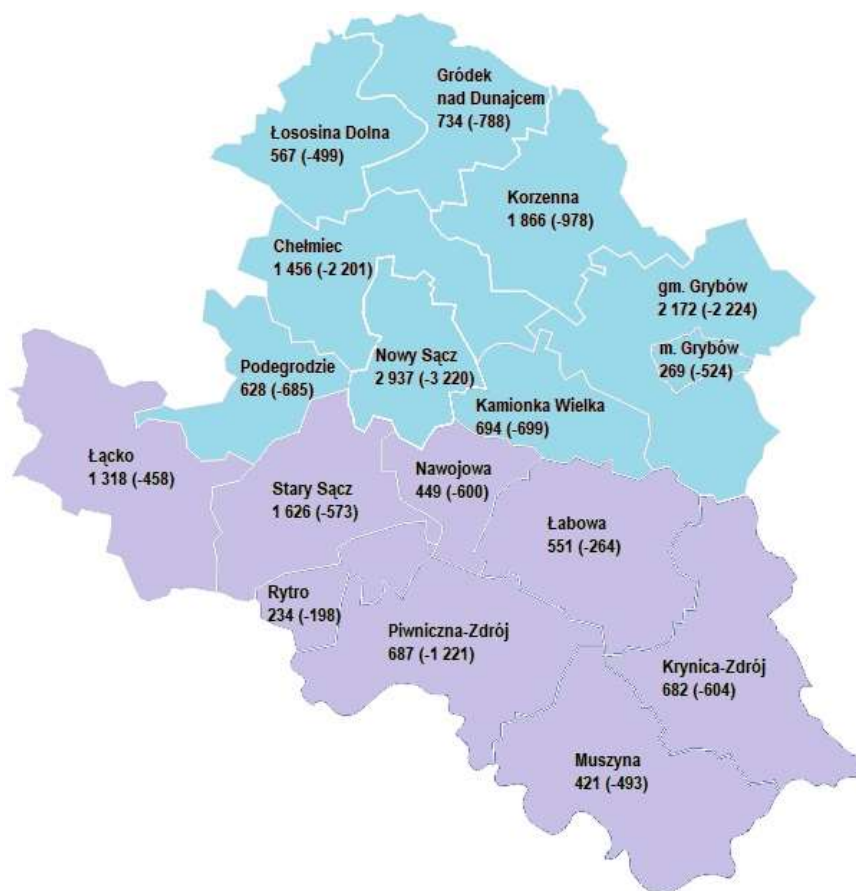 Gródek
nad Dunajcem
734 (-788)
Łososina Dolna
567 (-499)
Korzenna
1 866 (-978)
Chełmiec
1 456 (-2 201)
gm. Grybów
2 172 (-2 224)
m. Grybów
269 (-524)
Nowy Sącz
2 937 (-3 220)
Podegrodzie
628 (-685)
Kamionka Wielka
694 (-699)
Łącko
1 318 (-458)
Nawojowa
449 (-600)
Stary Sącz
1 626 (-573)
Łabowa
551 (-264)
Rytro
234 (-198)
Piwniczna-Zdrój
687 (-1 221)
Krynica-Zdrój
682 (-604)
Muszyna
421 (-493)